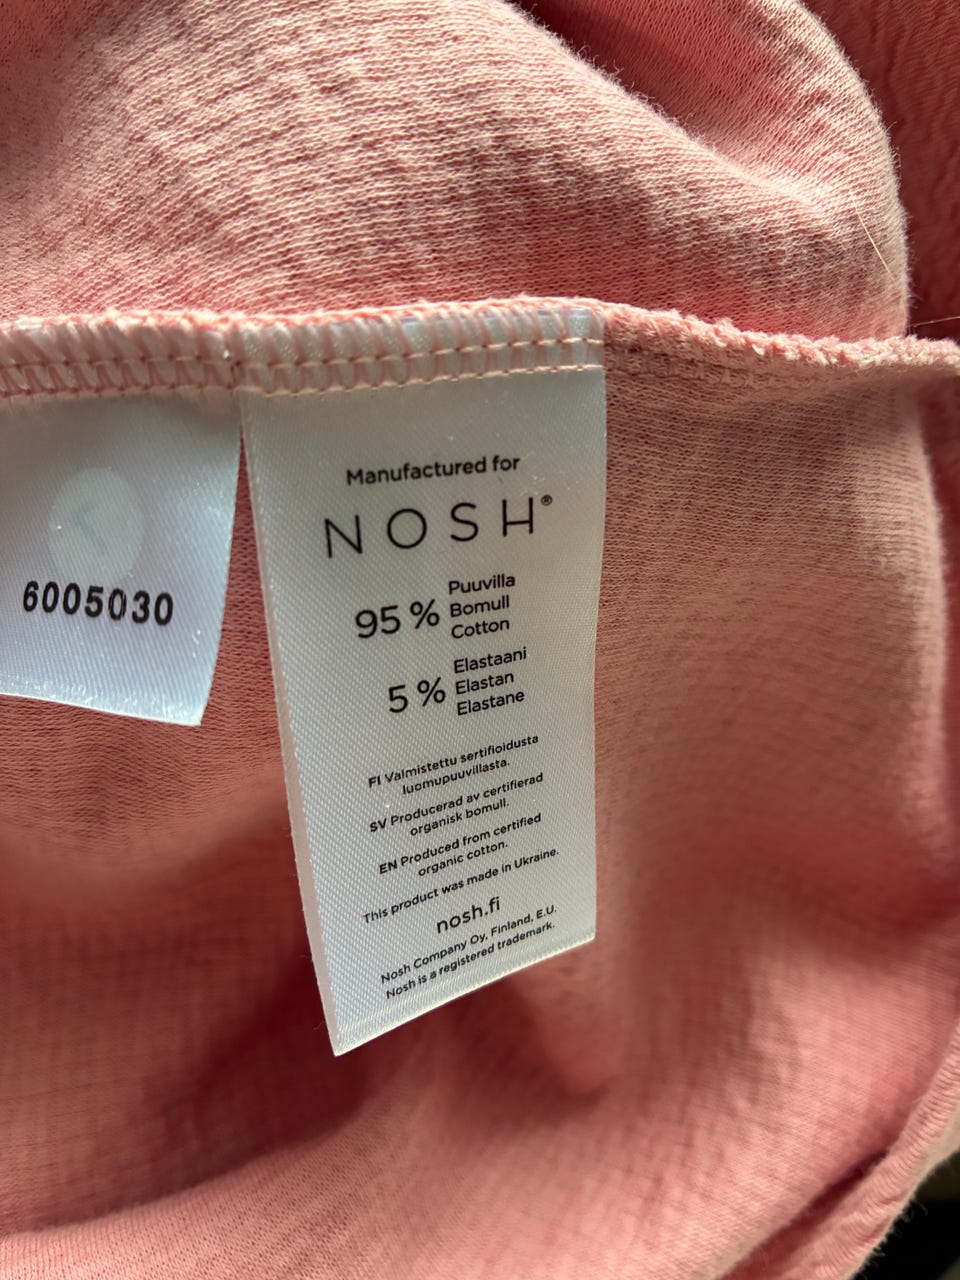 6005030
Manufactured for
NOSH®
95 %
Puuvilla
Bomull
Cotton
5 %
Elastaani
Elastan
Elastane
FI Valmistettu sertifioidusta
luomupuuvillasta.
SV Producerad av certifierad
organisk bomull.
EN Produced from certified
organic cotton.
This product was made in Ukraine.
nosh.fi
Nosh Company Oy, Finland, E.U.
Nosh is a registered trademark.